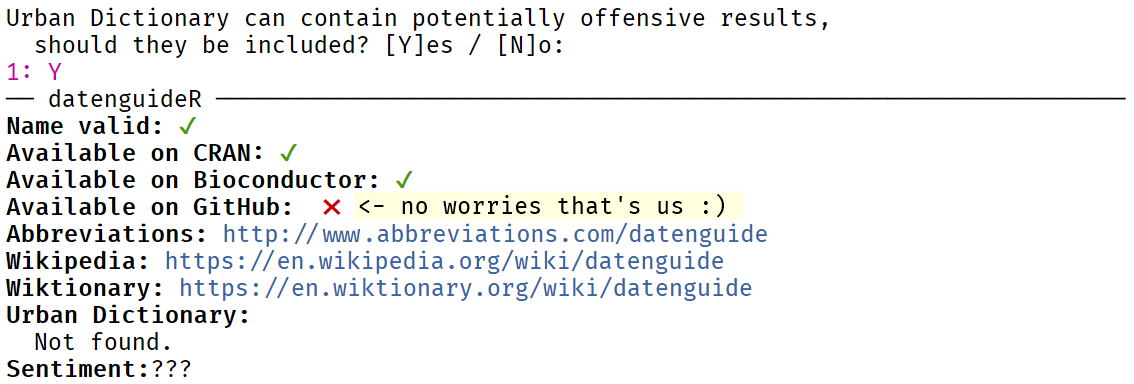 Urban Dictionary can contain potentially offensive results,
  should they be included? [Y]es / [N]o:
1: Y
── datenguideR ──────────────────────────────
Name valid: ✔
Available on CRAN: ✔
Available on Bioconductor: ✔
Available on GitHub:  ✖ <- no worries that's us :)
Abbreviations: http://www.abbreviations.com/datenguide
Wikipedia: https://en.wikipedia.org/wiki/datenguide
Wiktionary: https://en.wiktionary.org/wiki/datenguide
Urban Dictionary:
  Not found.
Sentiment:???